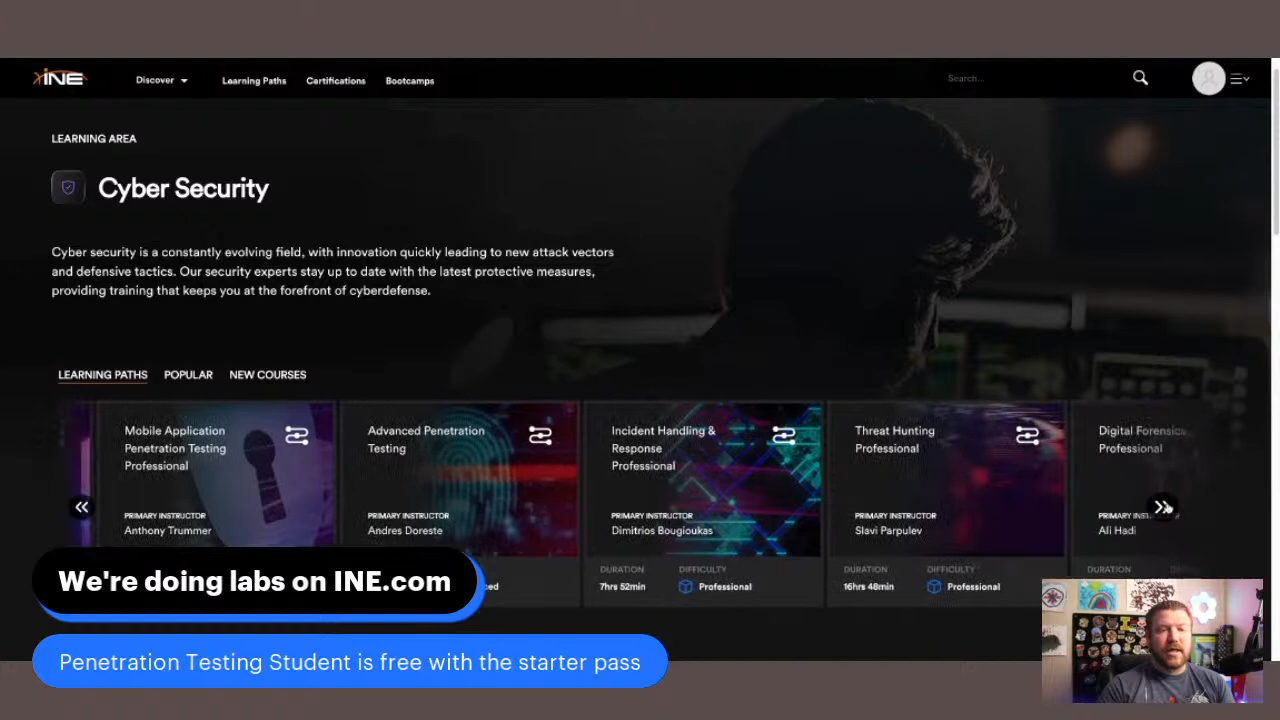 INE
Discover
Learning Paths
Certifications
Bootcamps
Search...
LEARNING AREA
Cyber Security
Cyber security is a constantly evolving field, with innovation quickly leading to new attack vectors
and defensive tactics. Our security experts stay up to date with the latest protective measures,
providing training that keeps you at the forefront of cyberdefense.
LEARNING PATHS
POPULAR
NEW COURSES
Mobile Application
Penetration Testing
Professional
PRIMARY INSTRUCTOR
Anthony Trummer
Advanced Penetration
Testing
PRIMARY INSTRUCTOR
Andres Doreste
Incident Handling &
Response
Professional
PRIMARY INSTRUCTOR
Dimitrios Bougioukas
DURATION
DIFFICULTY
7hrs 52min
Professional
Threat Hunting
Professional
PRIMARY INSTRUCTOR
Slavi Parpulev
DURATION
DIFFICULTY
16hrs 48min
Professional
Digital Forensics
Professional
PRIMARY
Ali Hadi
DURATION
We're doing labs on INE.com
Penetration Testing Student is free with the starter pass